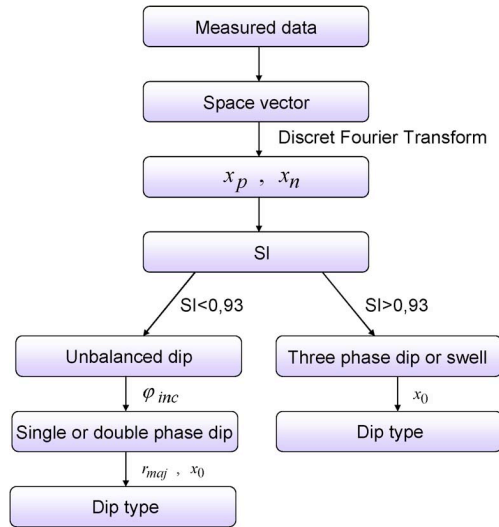 Measured data
Space vector
Discret Fourier Transform
x_p , x_n
SI
SI<0,93
SI>0,93
Unbalanced dip
Three phase dip or swell
φ_inc
x_0
Single or double phase dip
Dip type
r_maj , x_0
Dip type